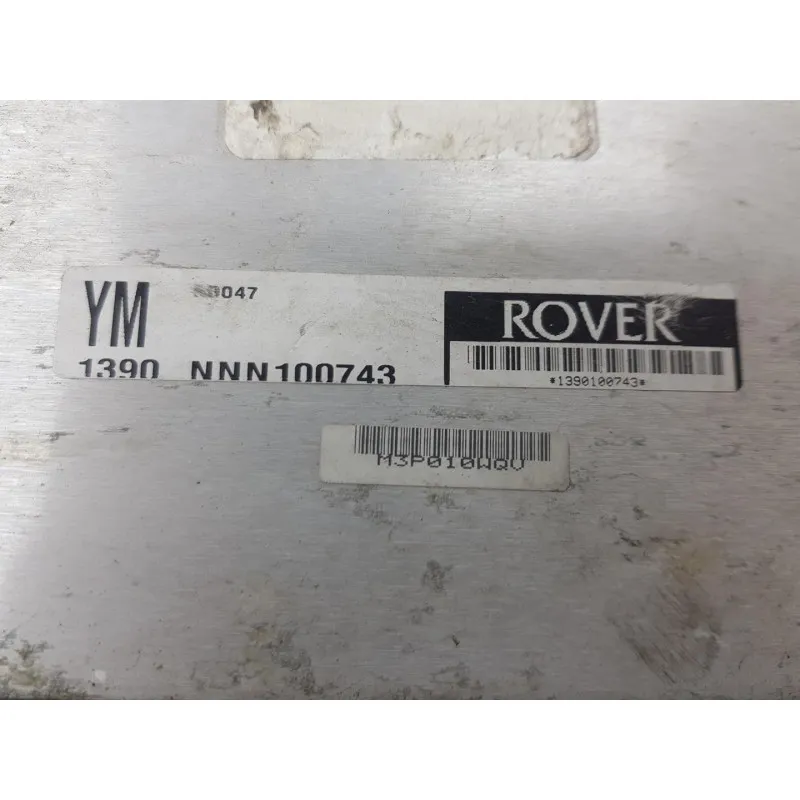 YM
047
ROVER
1390 NNN100743
*1390100743*
M3P010WQV